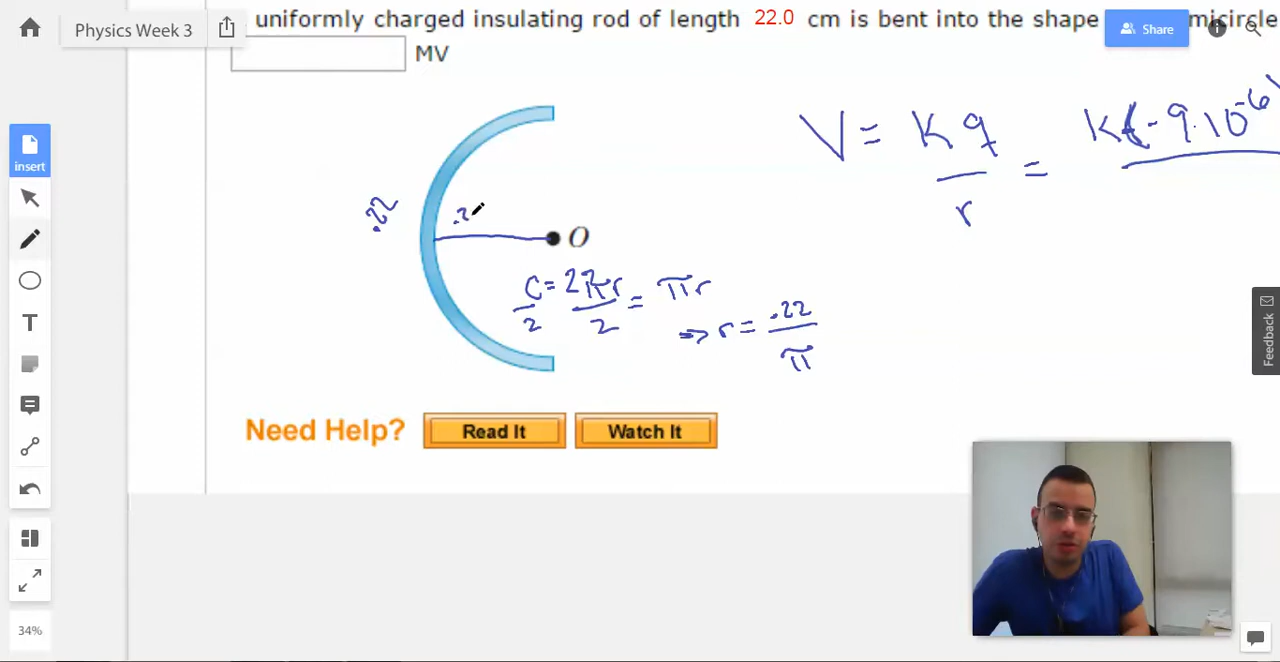 uniformly charged insulating rod of length 22.0 cm is bent into the shape
micircle
Physics Week 3
Share
MV
V = Kq/r = K(-9·10^-6)
insert
.22
.2
O
C/2 = 2πr/2 = πr
=> r = .22/π
T
Feedback
Need Help? Read It Watch It
34%